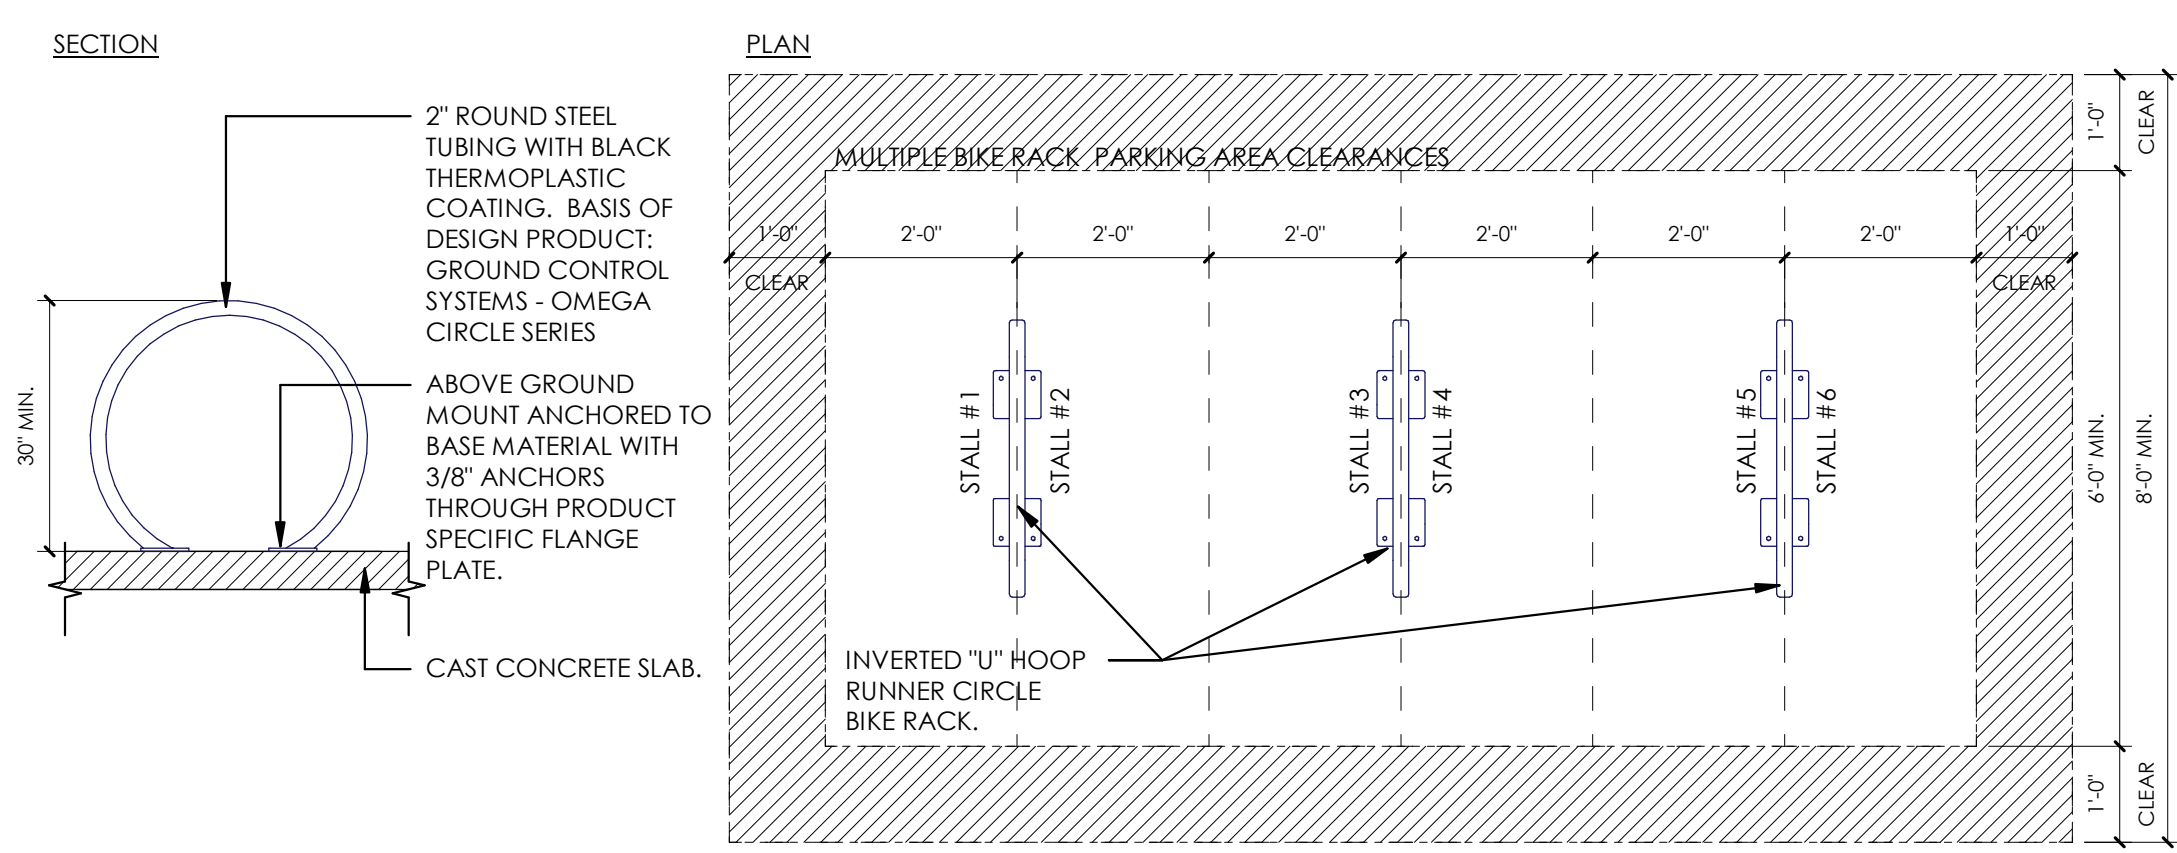 SECTION
2" ROUND STEEL
TUBING WITH BLACK
THERMOPLASTIC
COATING.  BASIS OF
DESIGN PRODUCT:
GROUND CONTROL
SYSTEMS - OMEGA
CIRCLE SERIES
ABOVE GROUND
MOUNT ANCHORED TO
BASE MATERIAL WITH
3/8" ANCHORS
THROUGH PRODUCT
SPECIFIC FLANGE
PLATE.
CAST CONCRETE SLAB.
30" MIN.
PLAN
MULTIPLE BIKE RACK  PARKING AREA CLEARANCES
1'-0"
CLEAR
2'-0"
2'-0"
2'-0"
2'-0"
2'-0"
2'-0"
1'-0"
CLEAR
STALL #1
STALL #2
STALL #3
STALL #4
STALL #5
STALL #6
INVERTED "U" HOOP
RUNNER CIRCLE
BIKE RACK.
1'-0"
CLEAR
6'-0" MIN.
8'-0" MIN.
1'-0"
CLEAR